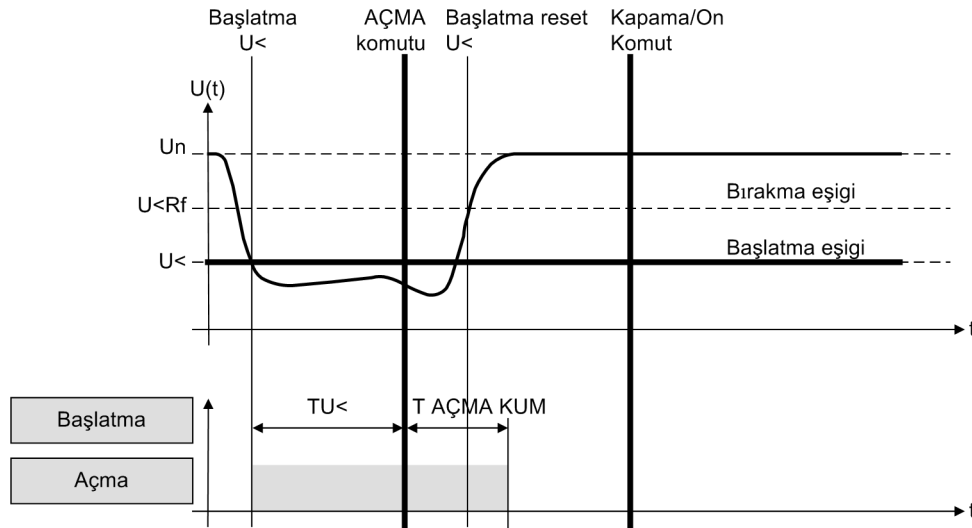 Başlatma
U<
AÇMA
komutu
Başlatma reset
U<
Kapama/On
Komut
U(t)
Un
U<Rf
Bırakma eşigi
U<
Başlatma eşigi
t
TU<
T AÇMA KUM
Başlatma
Açma
t